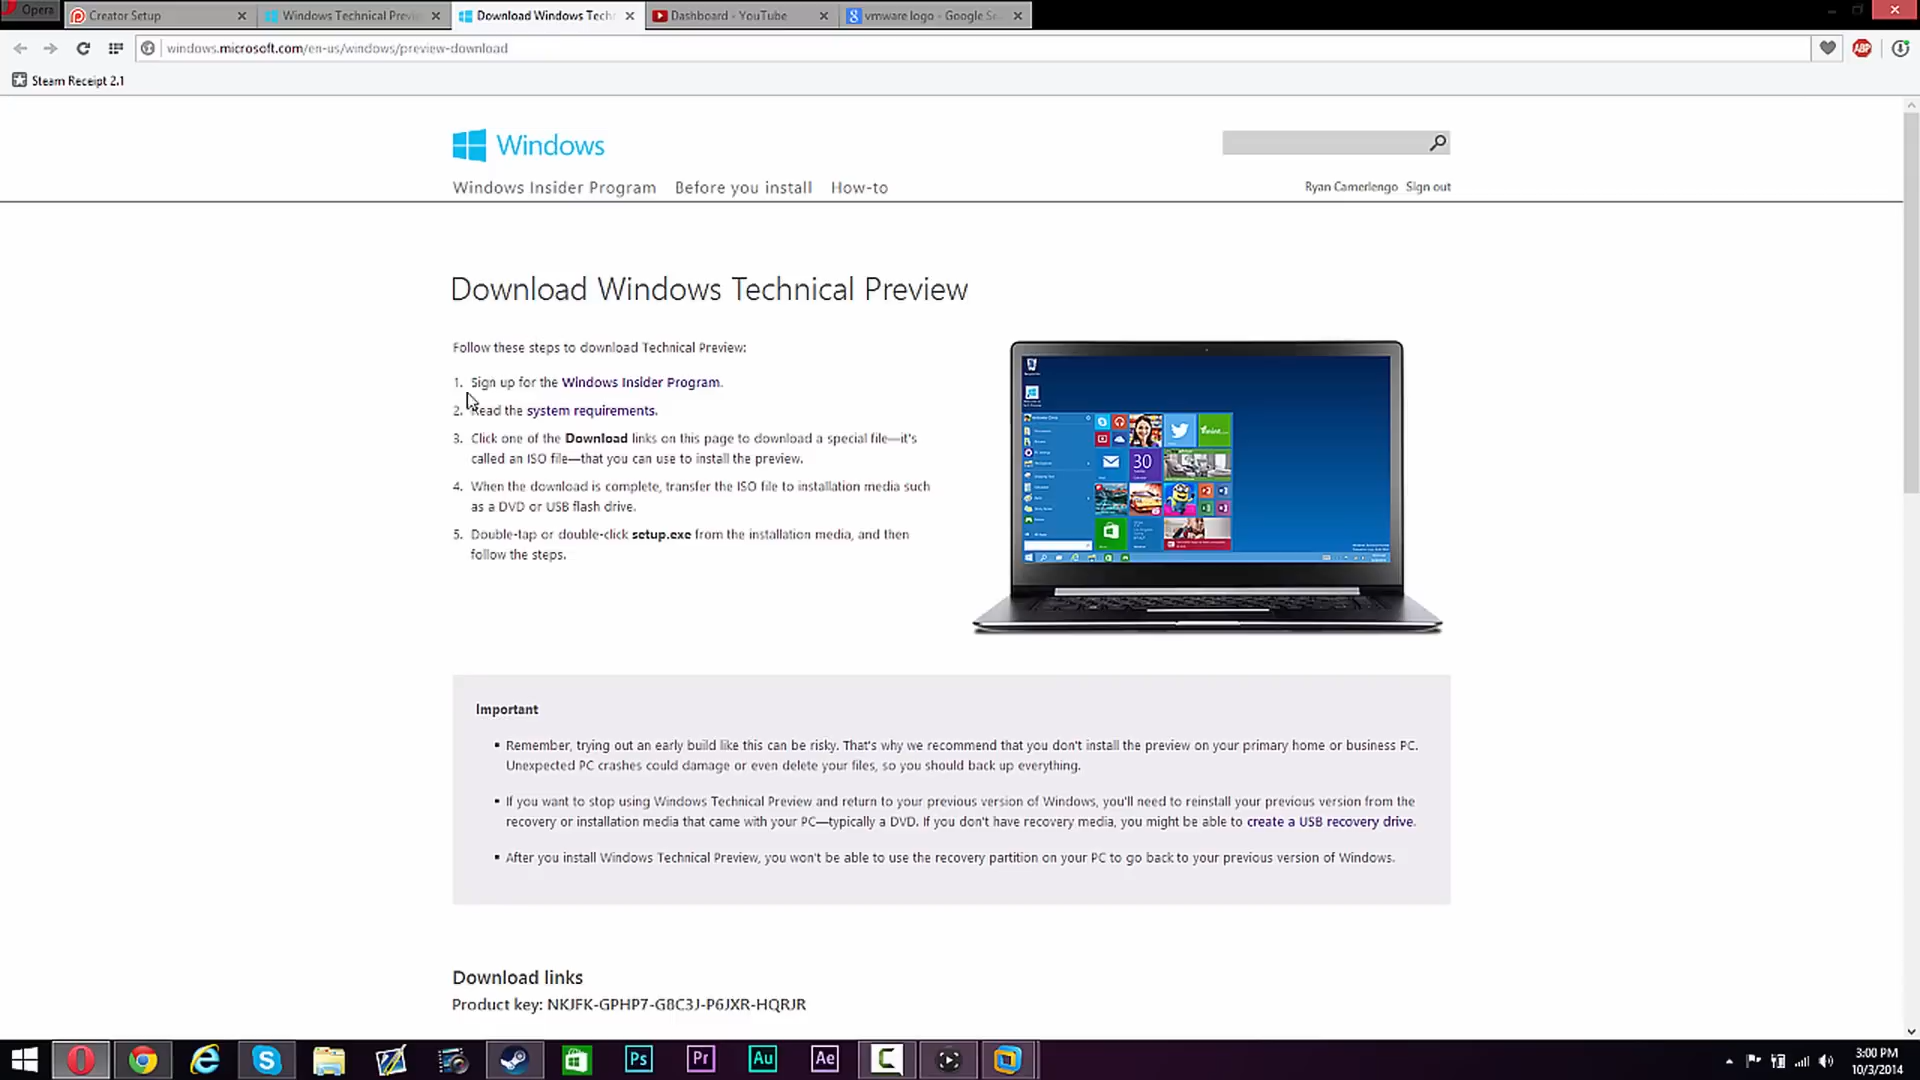 Opera
Creator Setup
Windows Technical Previe
Download Windows Tech
Dashboard - YouTube
vmware logo - Google Se
windows.microsoft.com/en-us/windows/preview-download
ABP
Steam Receipt 2.1
Windows
Windows Insider Program Before you install How-to
Ryan Camerlengo Sign out
Download Windows Technical Preview
Follow these steps to download Technical Preview:
1. Sign up for the Windows Insider Program.
2. Read the system requirements.
3. Click one of the Download links on this page to download a special file—it's
called an ISO file—that you can use to install the preview.
4. When the download is complete, transfer the ISO file to installation media such
as a DVD or USB flash drive.
5. Double-tap or double-click setup.exe from the installation media, and then
follow the steps.
30
Important
▪ Remember, trying out an early build like this can be risky. That's why we recommend that you don't install the preview on your primary home or business PC.
Unexpected PC crashes could damage or even delete your files, so you should back up everything.
▪ If you want to stop using Windows Technical Preview and return to your previous version of Windows, you'll need to reinstall your previous version from the
recovery or installation media that came with your PC—typically a DVD. If you don't have recovery media, you might be able to create a USB recovery drive.
▪ After you install Windows Technical Preview, you won't be able to use the recovery partition on your PC to go back to your previous version of Windows.
Download links
Product key: NKJFK-GPHP7-G8C3J-P6JXR-HQRJR
Ps Pr Au Ae C
3:00 PM
10/3/2014